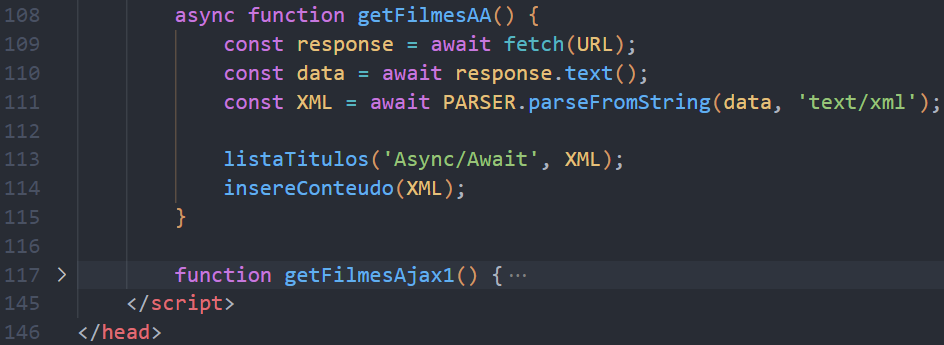 108 async function getFilmesAA() {
109 const response = await fetch(URL);
110 const data = await response.text();
111 const XML = await PARSER.parseFromString(data, 'text/xml');
112
113 listaTitulos('Async/Await', XML);
114 insereConteudo(XML);
115 }
116
117 > function getFilmesAjax1() { ···
145 </script>
146 </head>